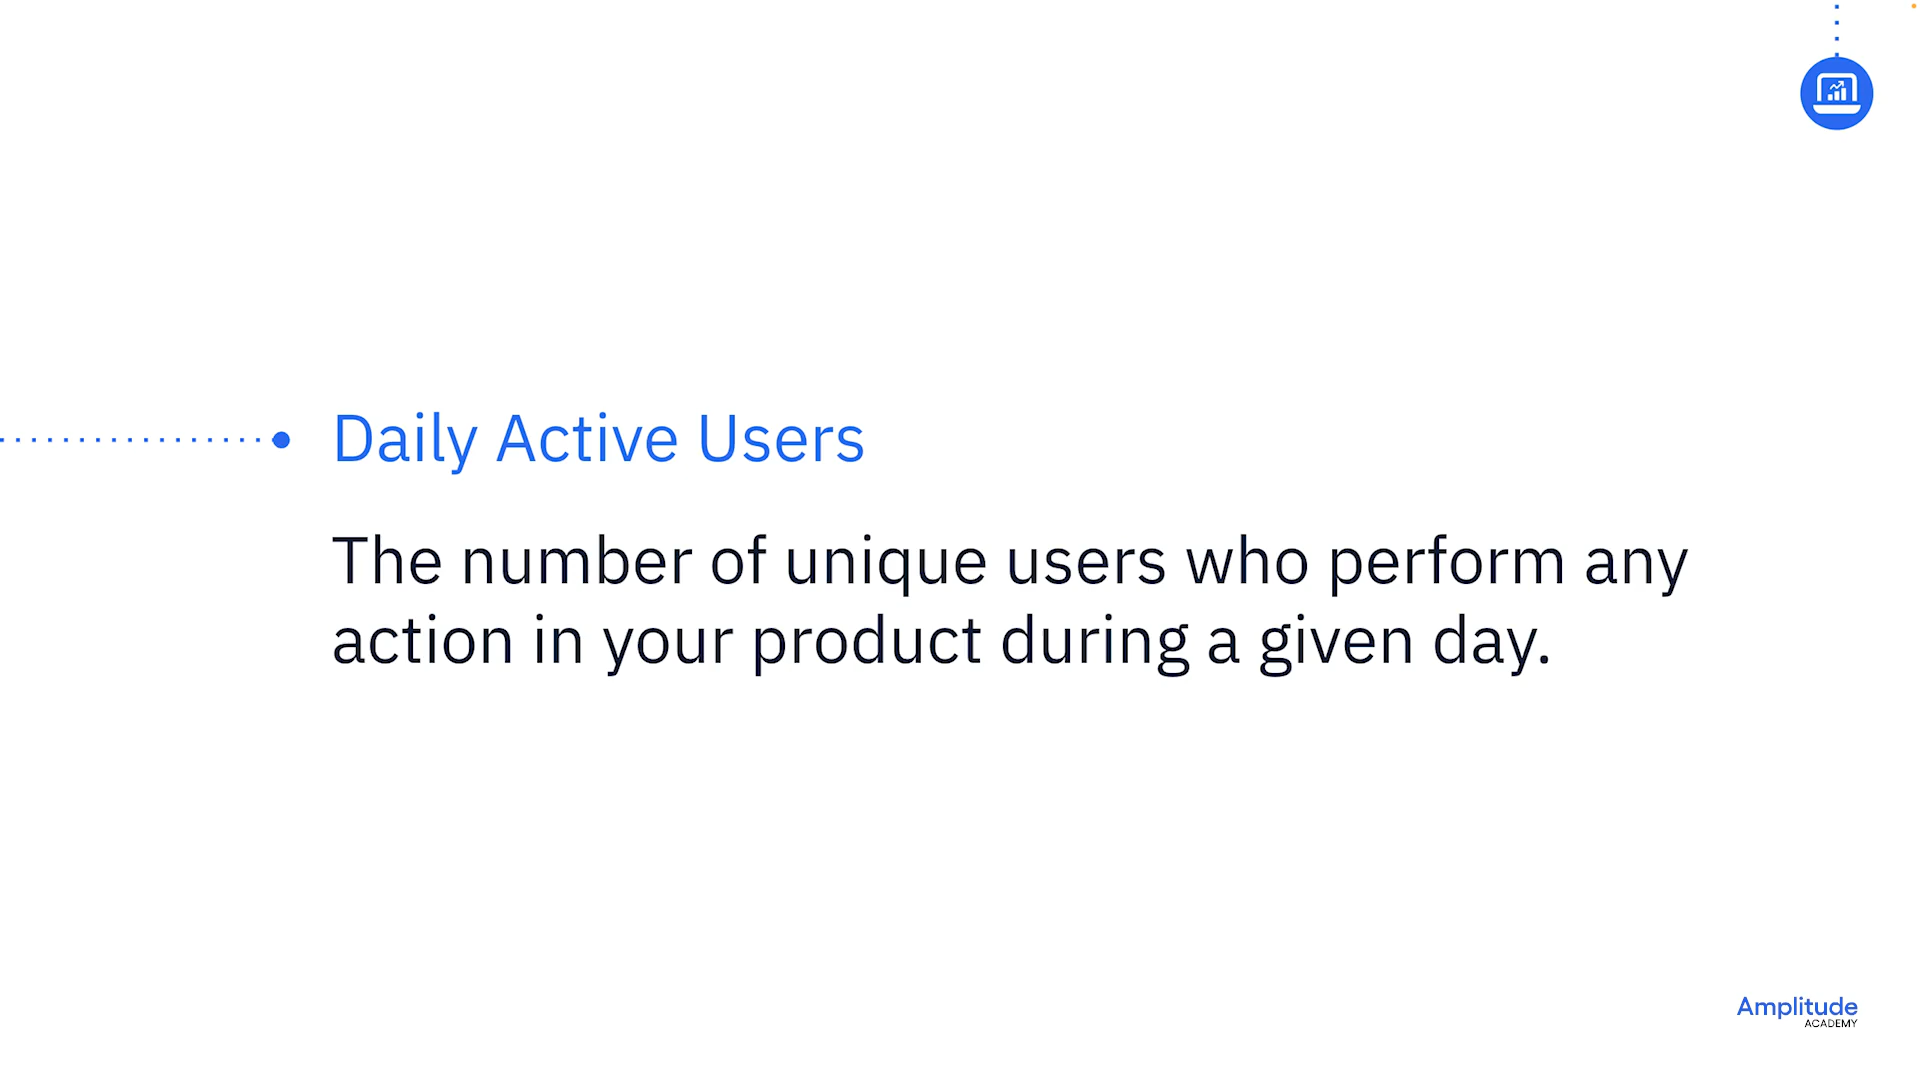 Daily Active Users
The number of unique users who perform any
action in your product during a given day.
Amplitude
ACADEMY